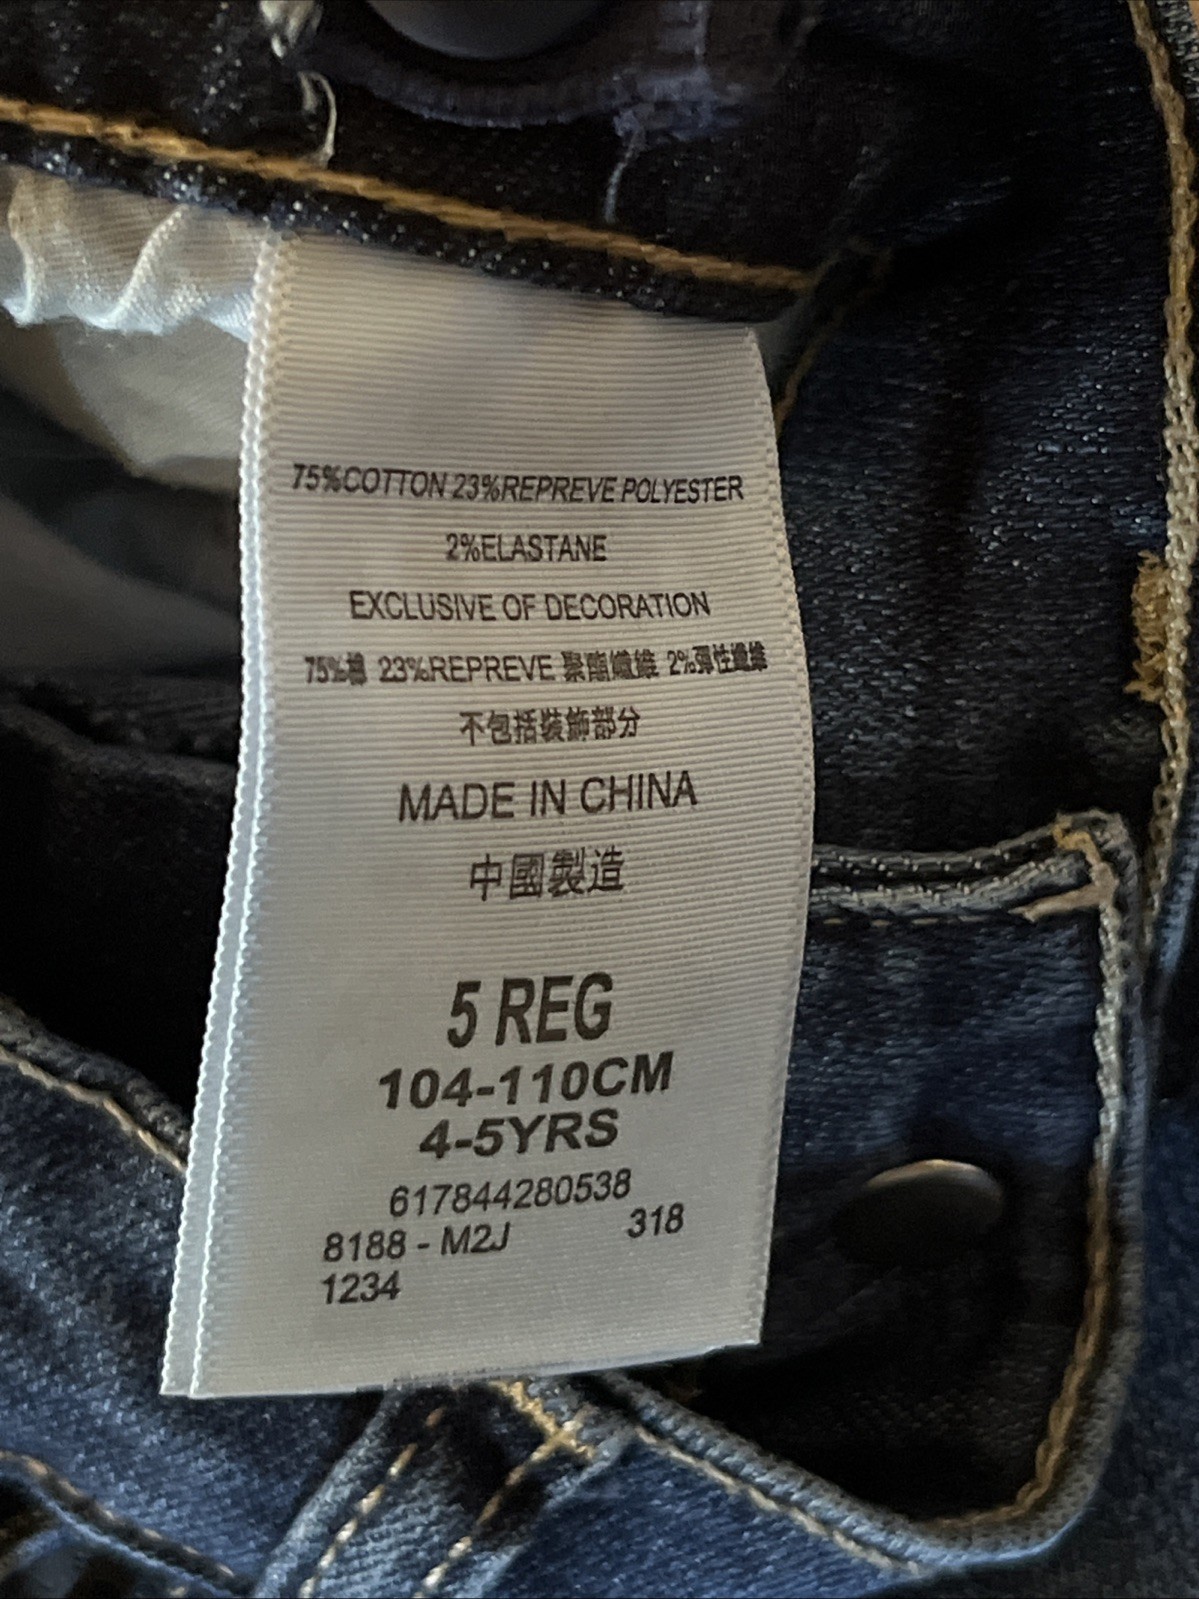 75%COTTON 23%REPREVE POLYESTER
2%ELASTANE
EXCLUSIVE OF DECORATION
75%棉 23%REPREVE 聚酯纖維 2%彈性纖維
不包括裝飾部分
MADE IN CHINA
中國製造
5 REG
104-110CM
4-5YRS
617844280538
8188 - M2J 318
1234